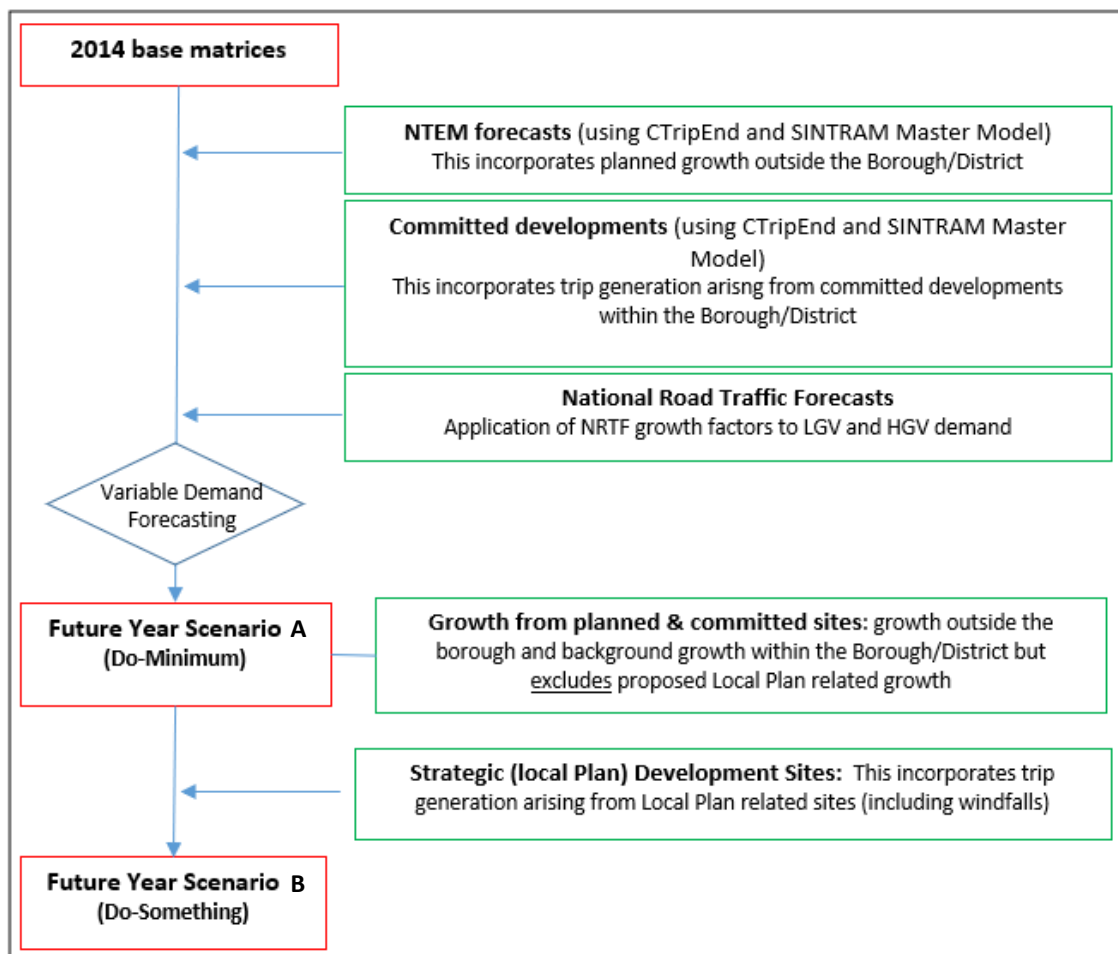 2014 base matrices
NTEM forecasts (using CTripEnd and SINTRAM Master Model)
This incorporates planned growth outside the Borough/District
Committed developments (using CTripEnd and SINTRAM Master
Model)
This incorporates trip generation arisng from committed developments
within the Borough/District
National Road Traffic Forecasts
Application of NRTF growth factors to LGV and HGV demand
Variable Demand
Forecasting
Future Year Scenario A
(Do-Minimum)
Growth from planned & committed sites: growth outside the
borough and background growth within the Borough/District but
excludes proposed Local Plan related growth
Strategic (local Plan) Development Sites: This incorporates trip
generation arising from Local Plan related sites (including windfalls)
Future Year Scenario B
(Do-Something)